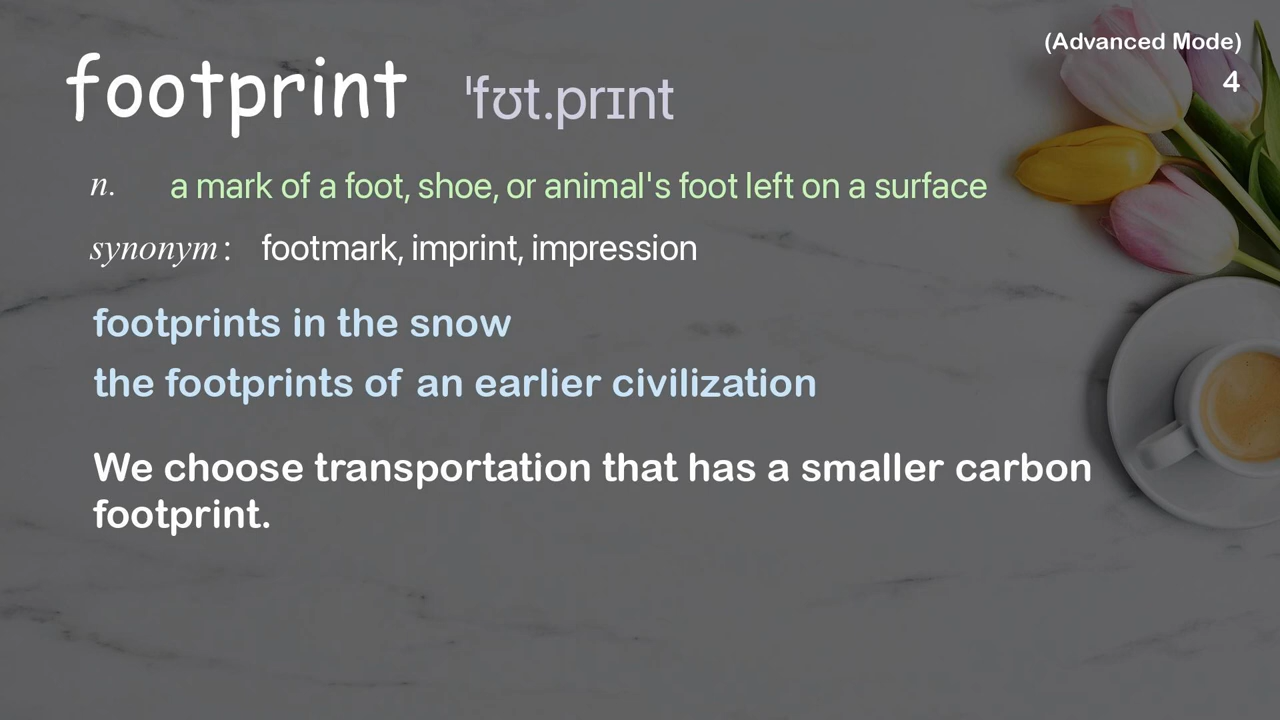 (Advanced Mode)
4
footprint ˈfʊt.prɪnt
n. a mark of a foot, shoe, or animal's foot left on a surface
synonym: footmark, imprint, impression
footprints in the snow
the footprints of an earlier civilization
We choose transportation that has a smaller carbon
footprint.